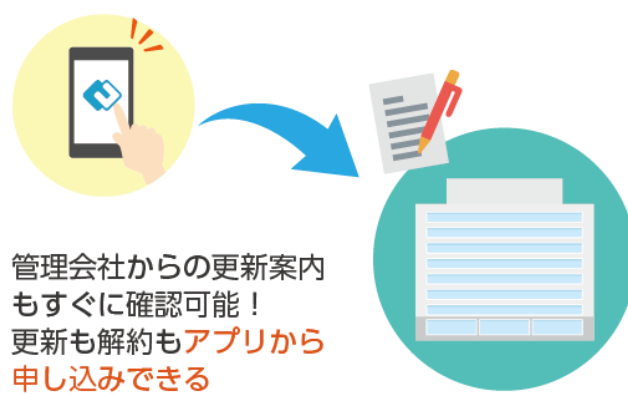 管理会社からの更新案内
もすぐに確認可能！
更新も解約もアプリから
申し込みできる